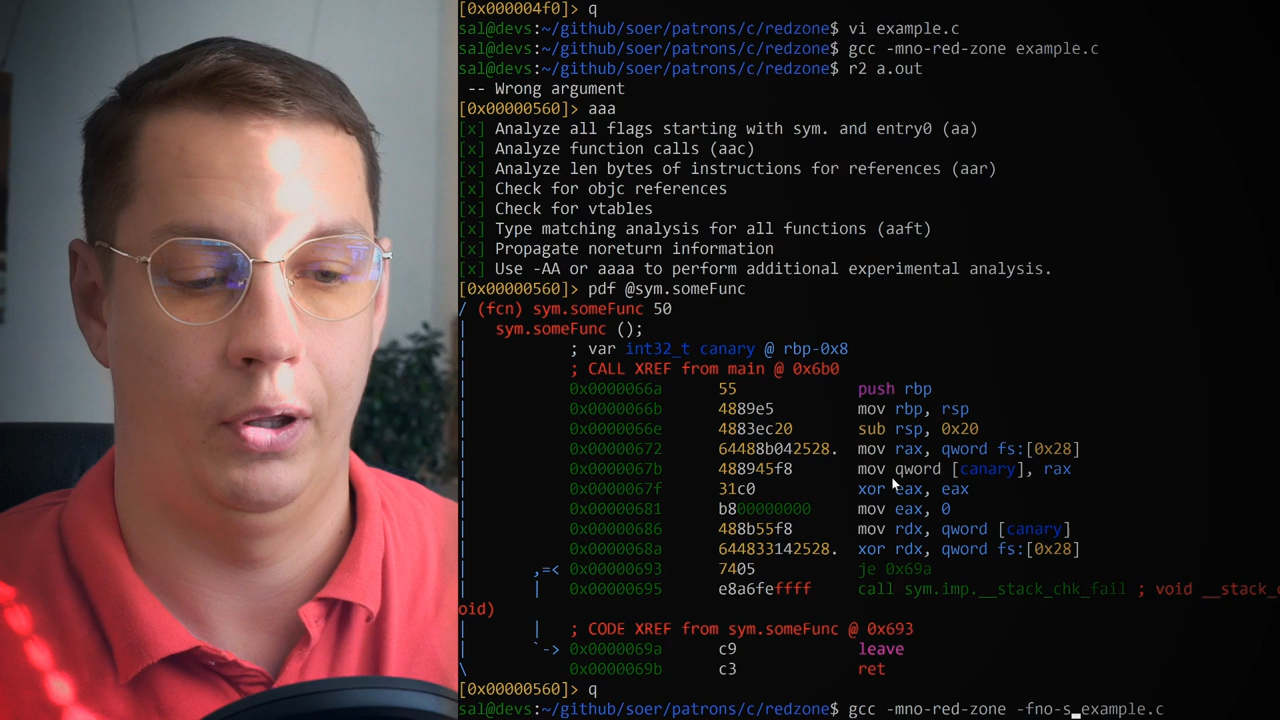 [0x000004f0]> q
sal@devs:~/github/soer/patrons/c/redzone$ vi example.c
sal@devs:~/github/soer/patrons/c/redzone$ gcc -mno-red-zone example.c
sal@devs:~/github/soer/patrons/c/redzone$ r2 a.out
-- Wrong argument
[0x00000560]> aaa
[x] Analyze all flags starting with sym. and entry0 (aa)
[x] Analyze function calls (aac)
[x] Analyze len bytes of instructions for references (aar)
[x] Check for objc references
[x] Check for vtables
[x] Type matching analysis for all functions (aaft)
[x] Propagate noreturn information
[x] Use -AA or aaaa to perform additional experimental analysis.
[0x00000560]> pdf @sym.someFunc
/ (fcn) sym.someFunc 50
| sym.someFunc ();
| ; var int32_t canary @ rbp-0x8
| ; CALL XREF from main @ 0x6b0
| 0x0000066a 55 push rbp
| 0x0000066b 4889e5 mov rbp, rsp
| 0x0000066e 4883ec20 sub rsp, 0x20
| 0x00000672 64488b042528. mov rax, qword fs:[0x28]
| 0x0000067b 488945f8 mov qword [canary], rax
| 0x0000067f 31c0 xor eax, eax
| 0x00000681 b800000000 mov eax, 0
| 0x00000686 488b55f8 mov rdx, qword [canary]
| 0x0000068a 644833142528. xor rdx, qword fs:[0x28]
| ,=< 0x00000693 7405 je 0x69a
| | 0x00000695 e8a6feffff call sym.imp.__stack_chk_fail ; void __stack_c
oid)
| | ; CODE XREF from sym.someFunc @ 0x693
| `-> 0x0000069a c9 leave
\ 0x0000069b c3 ret
[0x00000560]> q
sal@devs:~/github/soer/patrons/c/redzone$ gcc -mno-red-zone -fno-s_example.c